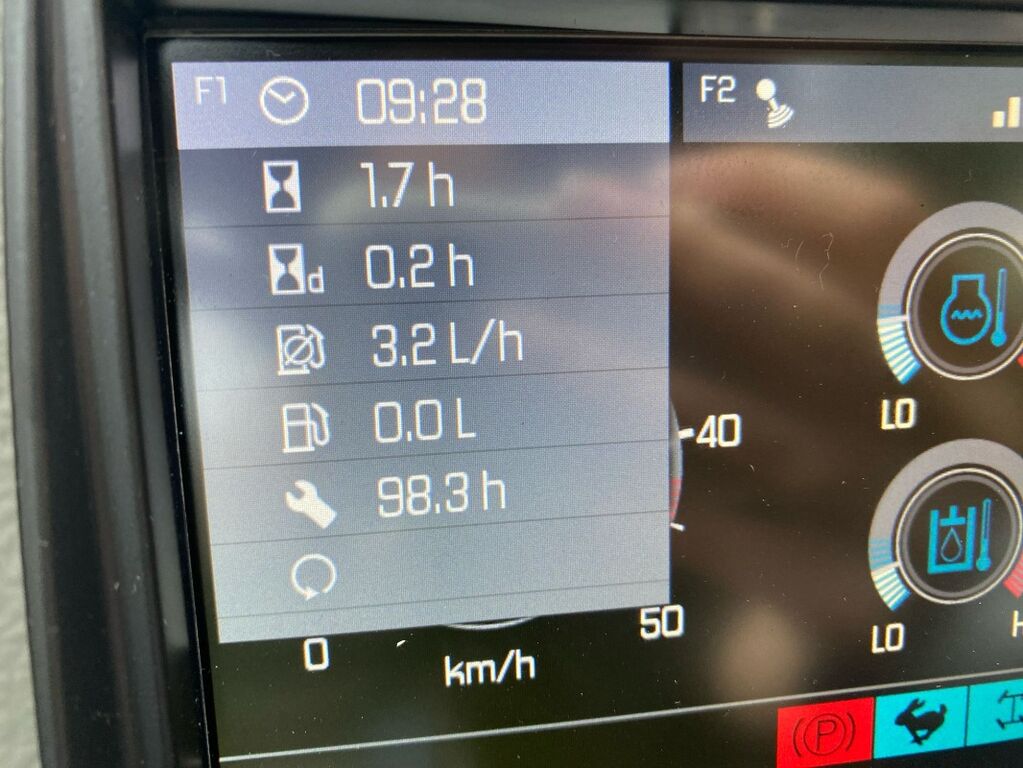 F1 09:28
F2
1.7 h
d 0.2 h
3.2 L/h
0.0 L
98.3 h
40
50
0
km/h
LO
LO
H
(P)